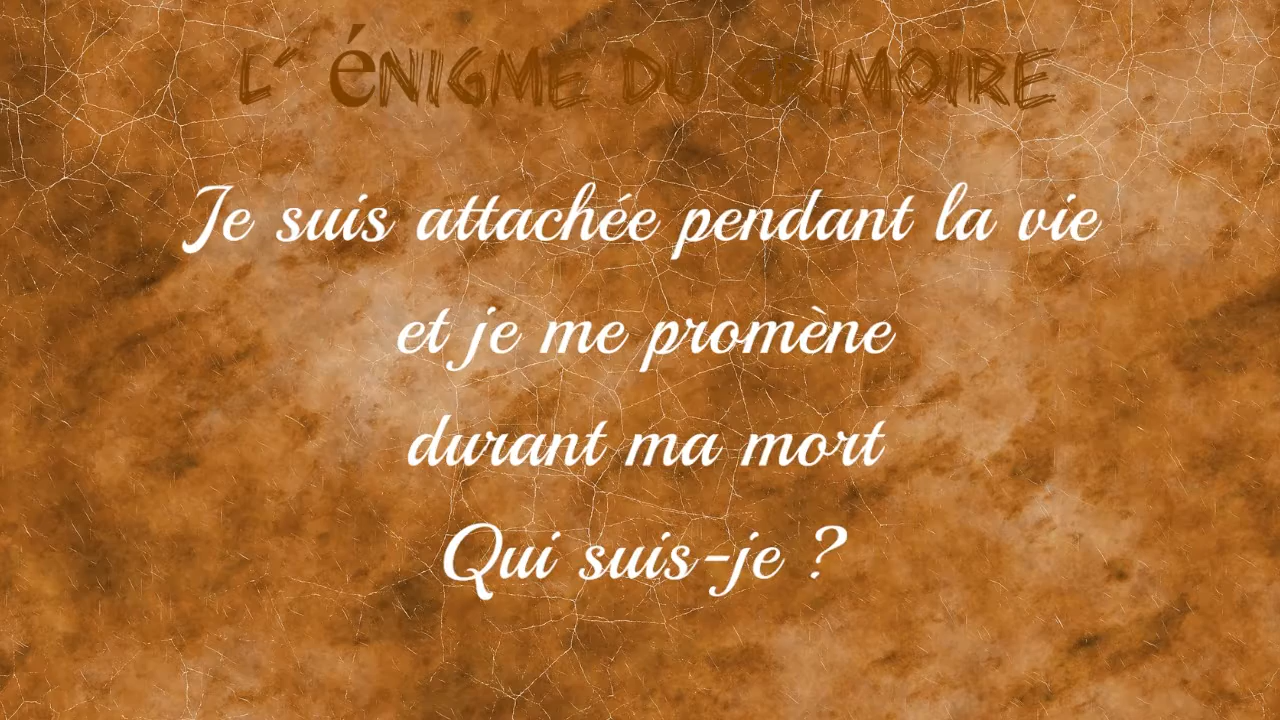 L´ ÉNIGME DU GRIMOIRE
Je suis attachée pendant la vie
et je me promène
durant ma mort
Qui suis-je ?